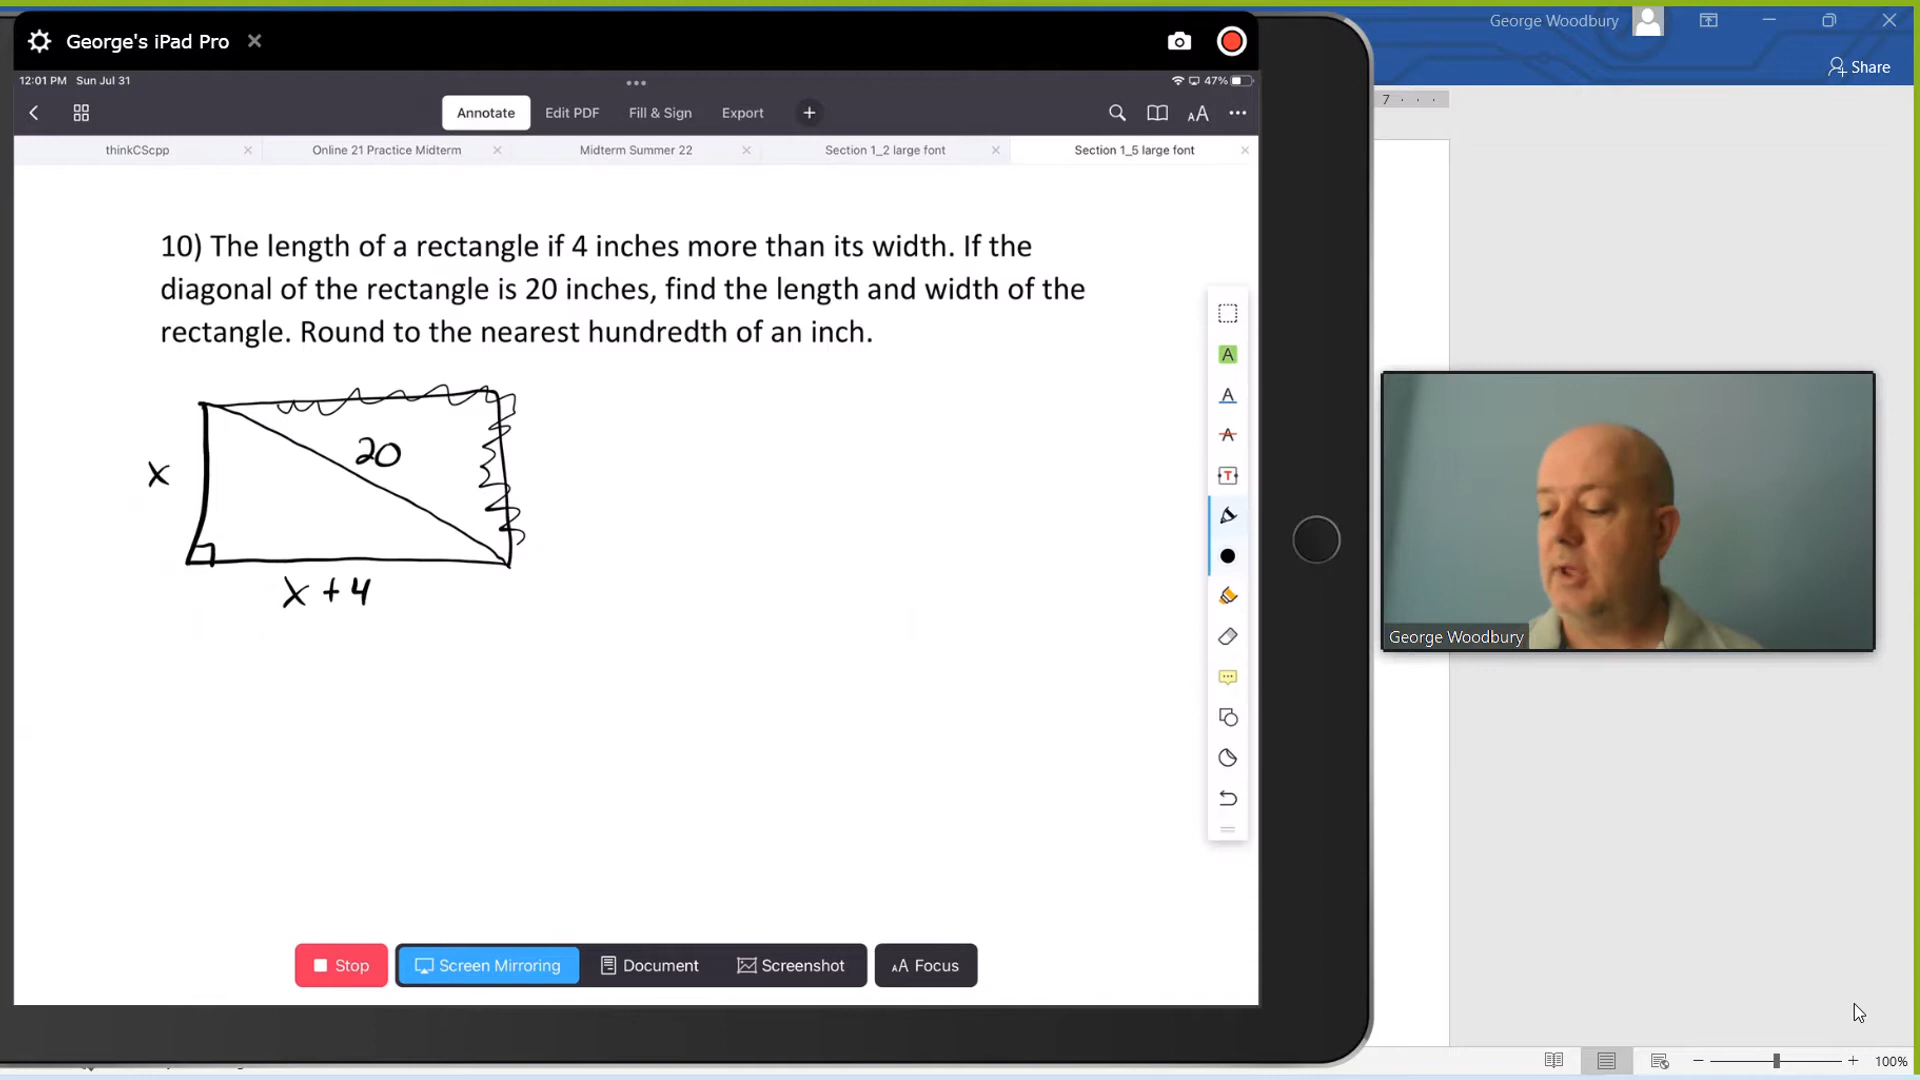 George Woodbury
George's iPad Pro
Share
12:01 PM Sun Jul 31
47%
7
Annotate
Edit PDF
Fill & Sign
Export
AA
thinkCScpp
Online 21 Practice Midterm
Midterm Summer 22
Section 1_2 large font
Section 1_5 large font
10) The length of a rectangle if 4 inches more than its width. If the
diagonal of the rectangle is 20 inches, find the length and width of the
rectangle. Round to the nearest hundredth of an inch.
A
A
A
T
20
x
x + 4
George Woodbury
Stop
Screen Mirroring
Document
Screenshot
AA Focus
100%